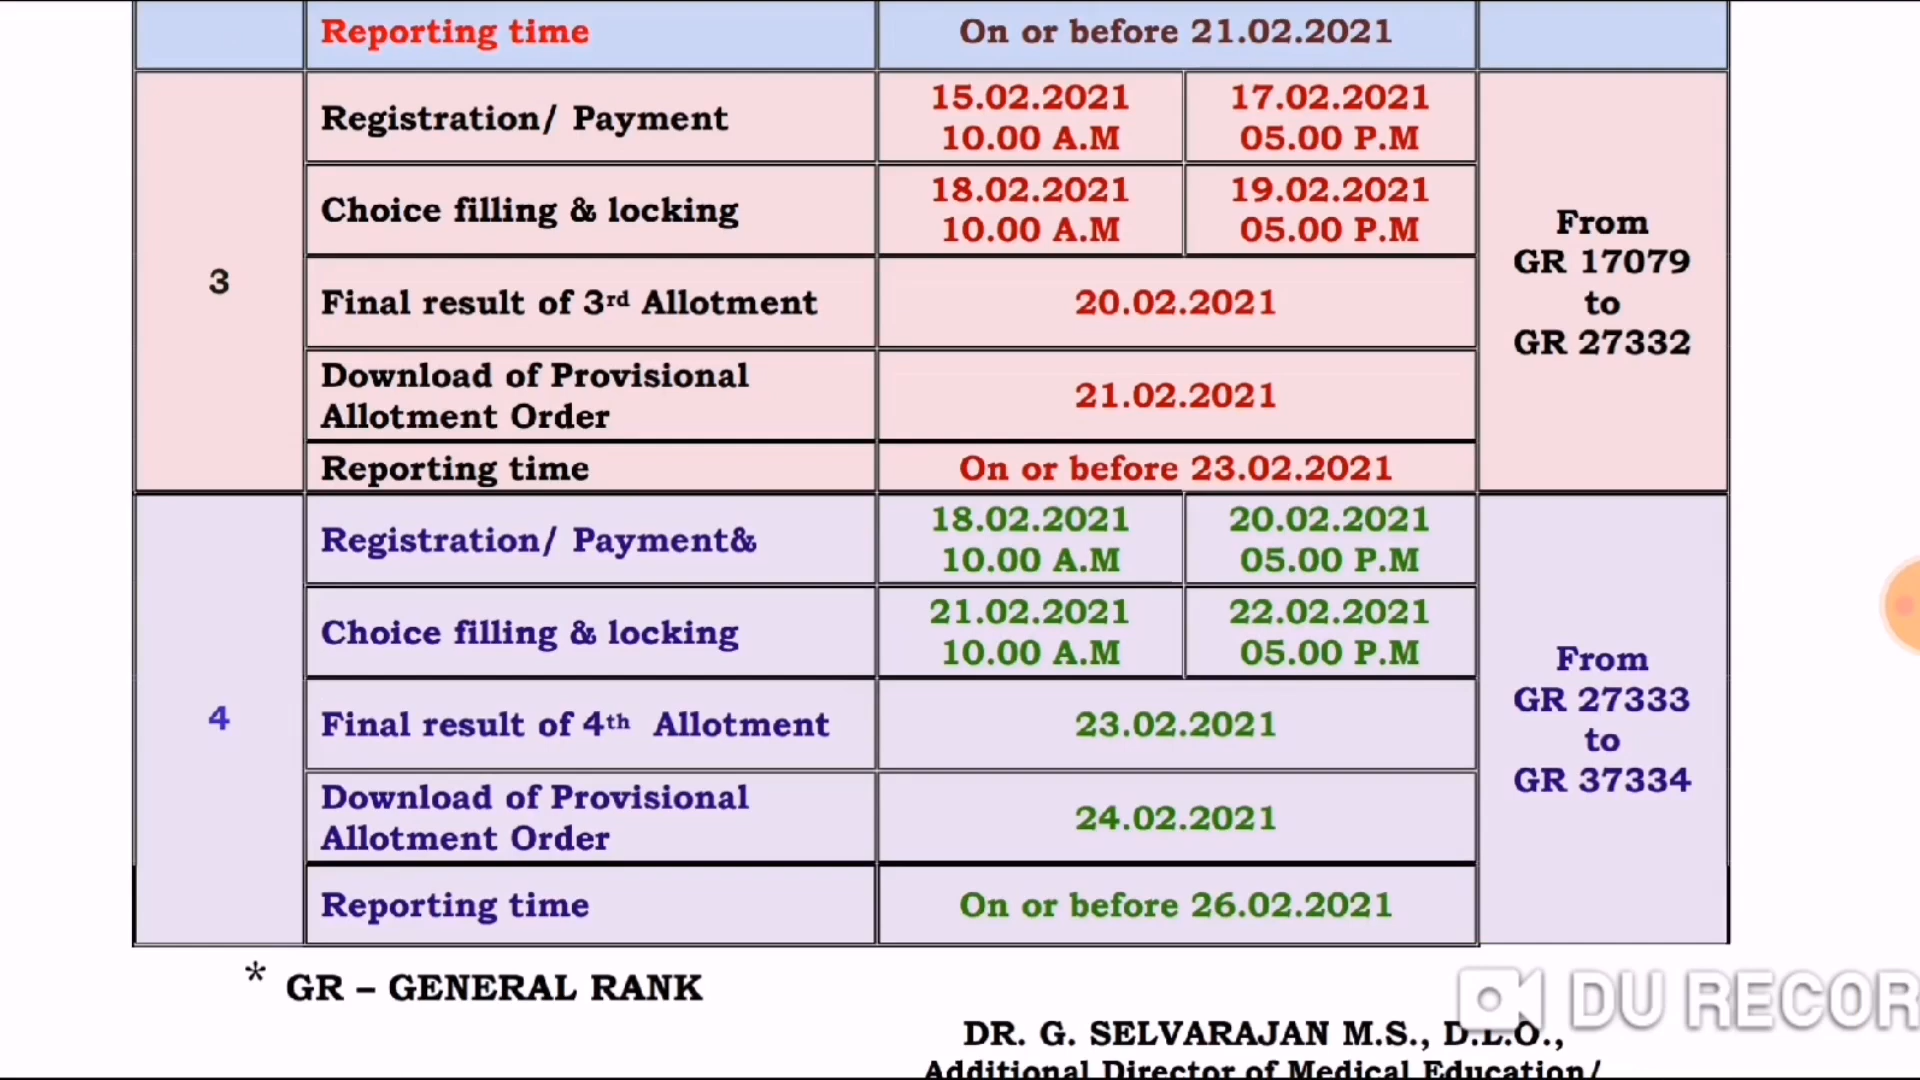 Reporting time
On or before 21.02.2021
3
Registration/ Payment
15.02.2021
10.00 A.M
17.02.2021
05.00 P.M
Choice filling & locking
18.02.2021
10.00 A.M
19.02.2021
05.00 P.M
Final result of 3rd Allotment
20.02.2021
Download of Provisional
Allotment Order
21.02.2021
Reporting time
On or before 23.02.2021
From
GR 17079
to
GR 27332
4
Registration/ Payment&
18.02.2021
10.00 A.M
20.02.2021
05.00 P.M
Choice filling & locking
21.02.2021
10.00 A.M
22.02.2021
05.00 P.M
Final result of 4th Allotment
23.02.2021
Download of Provisional
Allotment Order
24.02.2021
Reporting time
On or before 26.02.2021
From
GR 27333
to
GR 37334
* GR – GENERAL RANK
DU RECOR
DR. G. SELVARAJAN M.S., D.L.O.,
Additional Director of Medical Education/